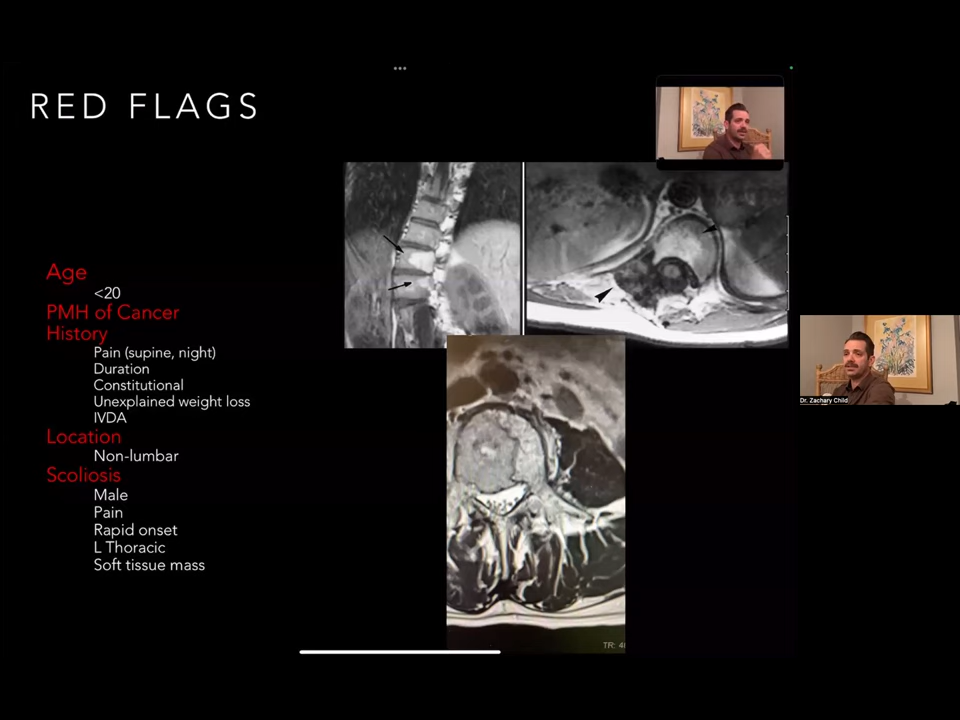 RED FLAGS
Age
<20
PMH of Cancer
History
Pain (supine, night)
Duration
Constitutional
Unexplained weight loss
IVDA
Location
Non-lumbar
Scoliosis
Male
Pain
Rapid onset
L Thoracic
Soft tissue mass
Dr. Zachary Child